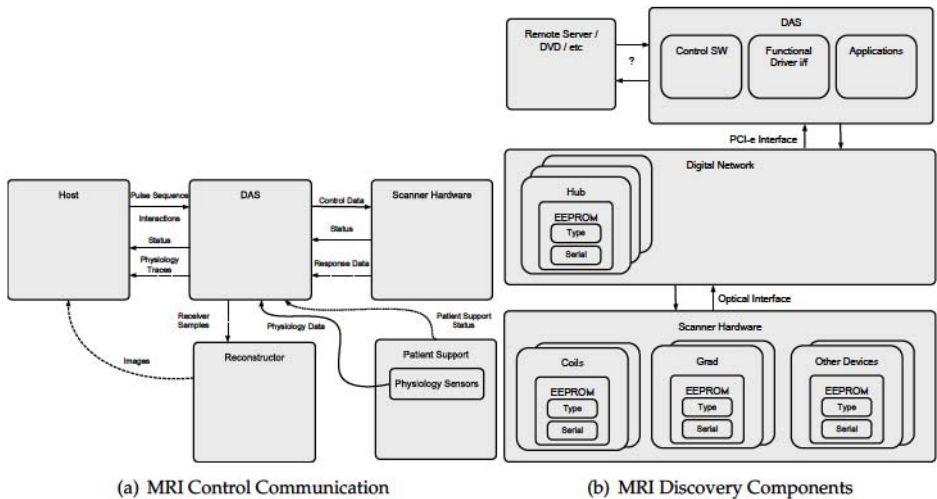 Host
Pulse Sequence
Interactions
Status
Physiology
Traces
DAS
Control Data
Status
Response Data
Scanner Hardware
Receiver
Samples
Physiology Data
Patient Support
Status
Images
Reconstructor
Patient Support
Physiology Sensors
(a) MRI Control Communication
Remote Server /
DVD / etc
?
DAS
Control SW
Functional
Driver i/f
Applications
PCI-e Interface
Digital Network
Hub
EEPROM
Type
Serial
Optical Interface
Scanner Hardware
Coils
EEPROM
Type
Serial
Grad
EEPROM
Type
Serial
Other Devices
EEPROM
Type
Serial
(b) MRI Discovery Components